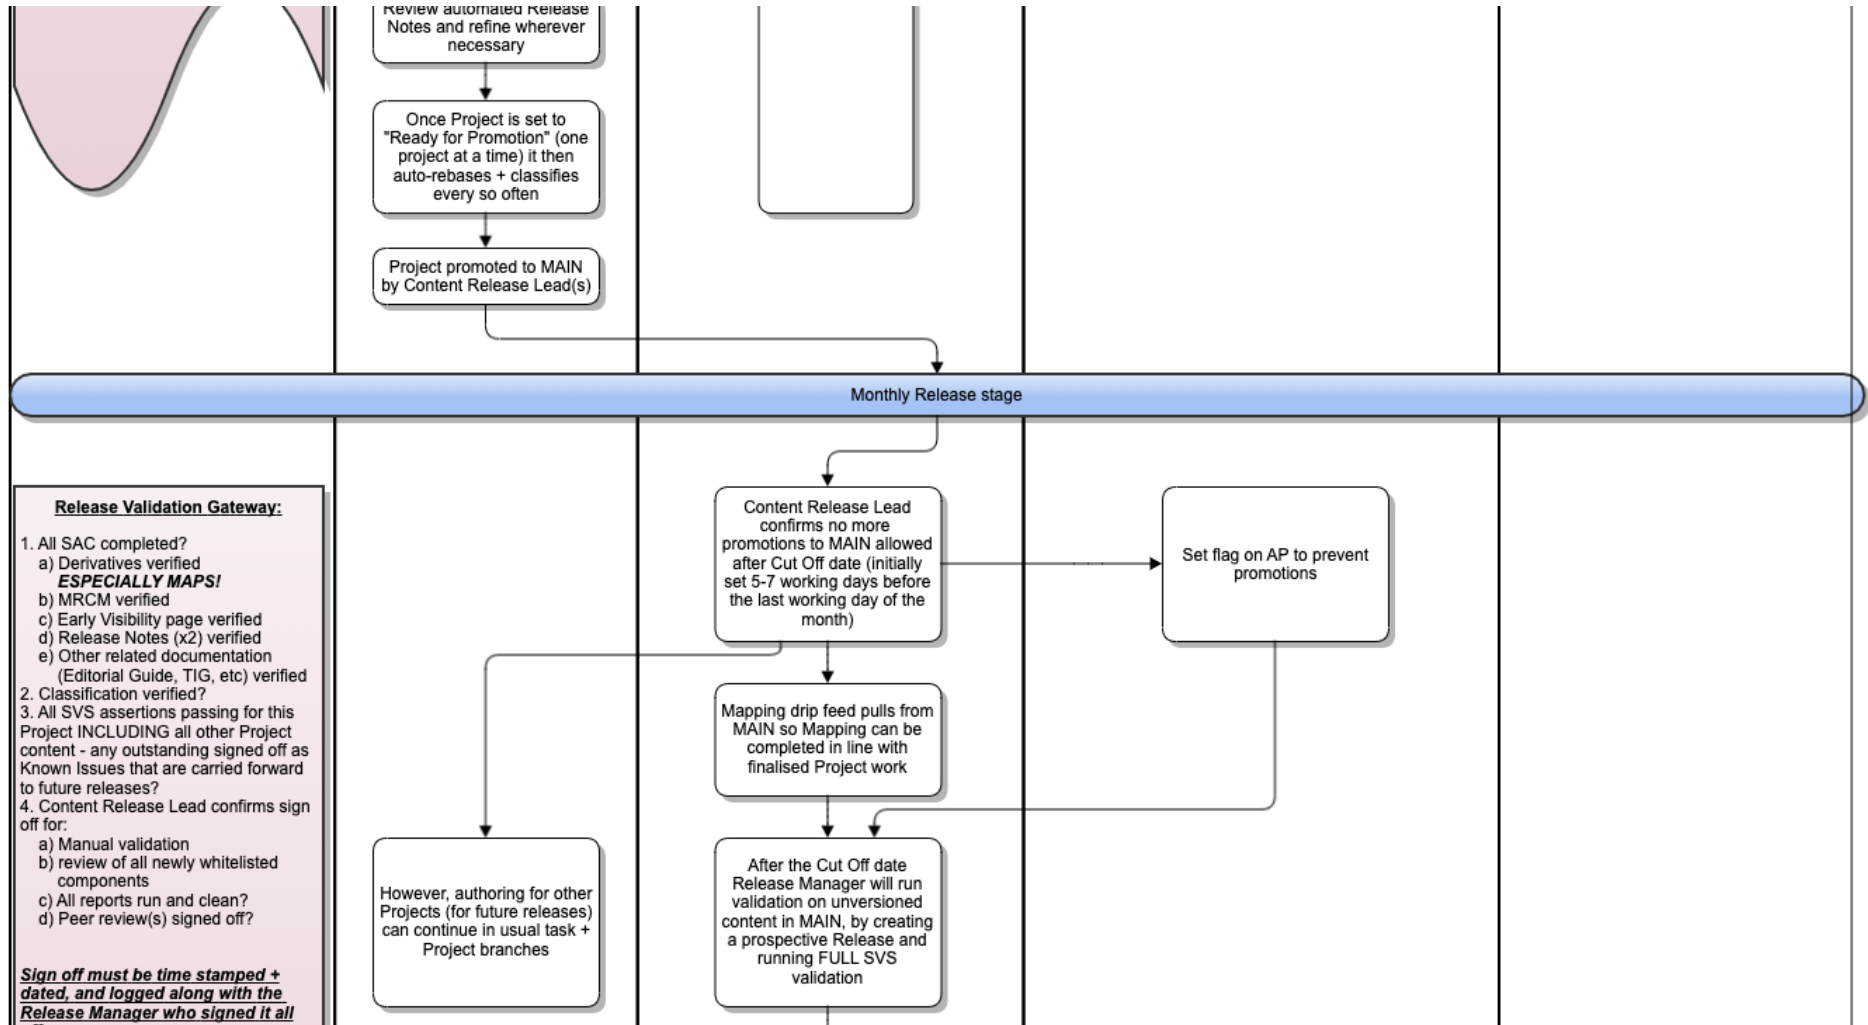 Review automated Release
Notes and refine wherever
necessary
Once Project is set to
"Ready for Promotion" (one
project at a time) it then
auto-rebases + classifies
every so often
Project promoted to MAIN
by Content Release Lead(s)
Monthly Release stage
Release Validation Gateway:
1. All SAC completed?
a) Derivatives verified
ESPECIALLY MAPS!
b) MRCM verified
c) Early Visibility page verified
d) Release Notes (x2) verified
e) Other related documentation
(Editorial Guide, TIG, etc) verified
2. Classification verified?
3. All SVS assertions passing for this
Project INCLUDING all other Project
content - any outstanding signed off as
Known Issues that are carried forward
to future releases?
4. Content Release Lead confirms sign
off for:
a) Manual validation
b) review of all newly whitelisted
components
c) All reports run and clean?
d) Peer review(s) signed off?
Sign off must be time stamped +
dated, and logged along with the
Release Manager who signed it all
Content Release Lead
confirms no more
promotions to MAIN allowed
after Cut Off date (initially
set 5-7 working days before
the last working day of the
month)
Set flag on AP to prevent
promotions
Mapping drip feed pulls from
MAIN so Mapping can be
completed in line with
finalised Project work
However, authoring for other
Projects (for future releases)
can continue in usual task +
Project branches
After the Cut Off date
Release Manager will run
validation on unversioned
content in MAIN, by creating
a prospective Release and
running FULL SVS
validation